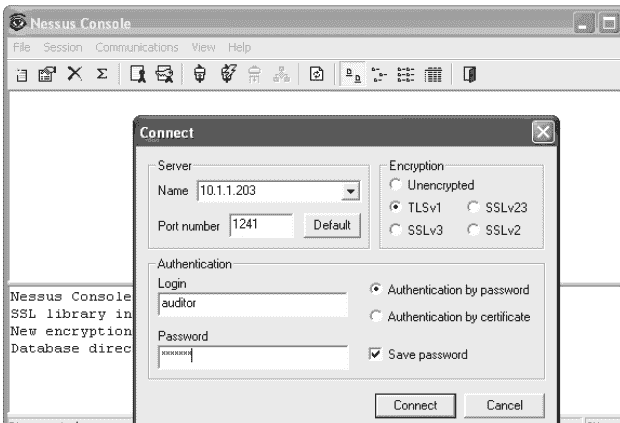 Nessus Console
File Session Communications View Help
Connect
Server
Name 10.1.1.203
Port number 1241 Default
Encryption
Unencrypted
TLSv1 SSLv23
SSLv3 SSLv2
Authentication
Login
auditor
Authentication by password
Authentication by certificate
Password
*******
Save password
Connect Cancel
Nessus Console
SSL library in
New encryption
Database direc